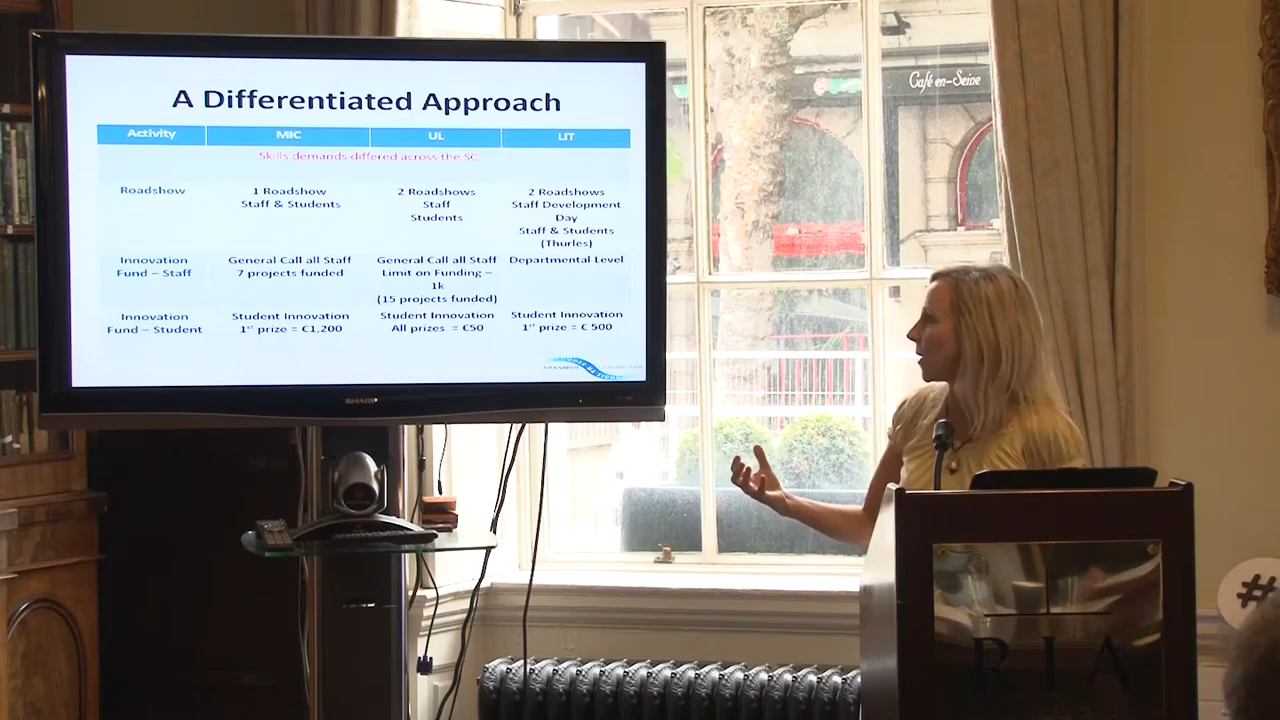 A Differentiated Approach
Activity MIC UL LIT
Skills demands differed across the SC
Roadshow
1 Roadshow
Staff & Students
2 Roadshows
Staff
Students
2 Roadshows
Staff Development
Day
Staff & Students
(Thurles)
Innovation
Fund – Staff
General Call all Staff
7 projects funded
General Call all Staff
Limit on Funding –
1k
(15 projects funded)
Departmental Level
Innovation
Fund – Student
Student Innovation
1st prize = €1,200
Student Innovation
All prizes = €50
Student Innovation
1st prize = € 500
SHANNON
SHARP
Café en-Seine
RIA
#